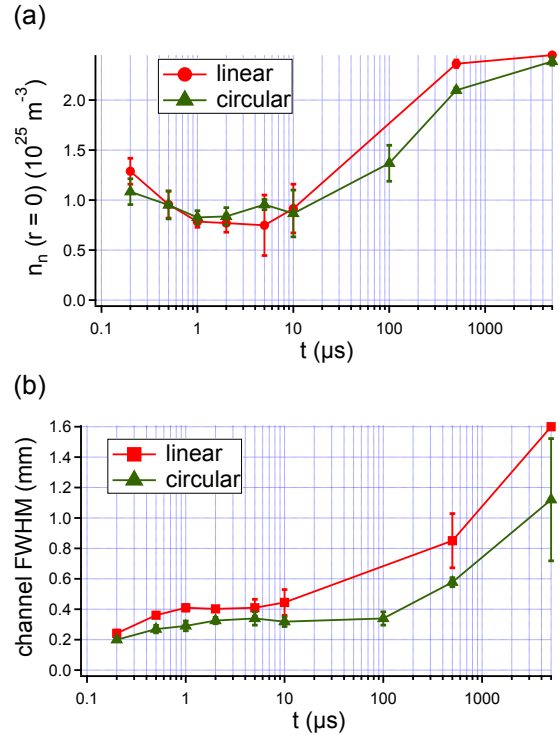 (a)
linear
circular
n_n (r = 0) (10^25 m^-3)
2.0
1.5
1.0
0.5
0.0
0.1 1 10 100 1000
t (µs)
(b)
linear
circular
channel FWHM (mm)
1.6
1.4
1.2
1.0
0.8
0.6
0.4
0.2
0.0
0.1 1 10 100 1000
t (µs)